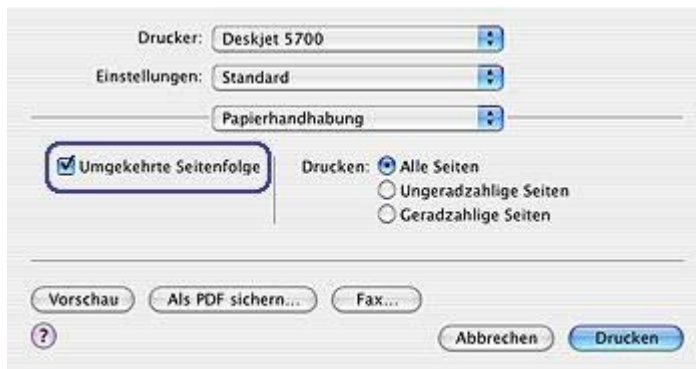 Drucker: Deskjet 5700
Einstellungen: Standard
Papierhandhabung
Umgekehrte Seitenfolge Drucken: Alle Seiten
Ungeradzahlige Seiten
Geradzahlige Seiten
Vorschau Als PDF sichern... Fax...
? Abbrechen Drucken